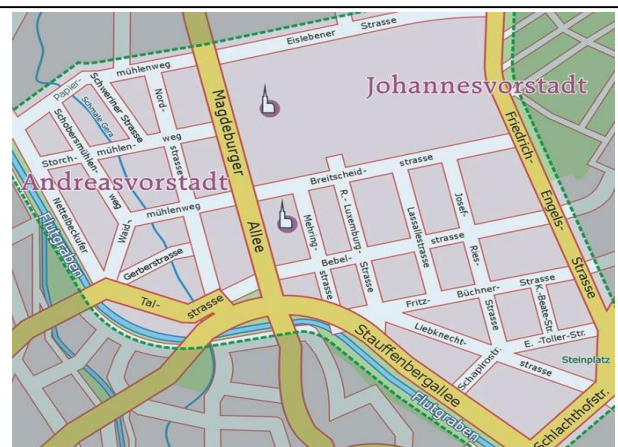 Eislebener
Strasse
Papier-
mühlenweg
Schweriner Strasse
Schmale Gera
Nord-
strasse
Schobersmühlen-
weg
Storch-
mühlen-
weg
Johannesvorstadt
Magdeburger
Allee
Friedrich-
Engels-
Strasse
Andreasvorstadt
Breitscheid-
strasse
Nettelbeckufer
Flutgraben
Waid-
mühlenweg
Gerberstrasse
Mehring-
strasse
R.- Luxemburg-
Strasse
Lassallestrasse
Josef-
Ries-
Strasse
Bebel-
strasse
Tal-
strasse
Fritz-
Büchner-
Strasse
K.-Beate-Str.
Liebknecht-
strasse
E. -Toller-Str.
Schapirostr.
Steinplatz
Stauffenbergallee
Flutgraben
Schlachthofstr.